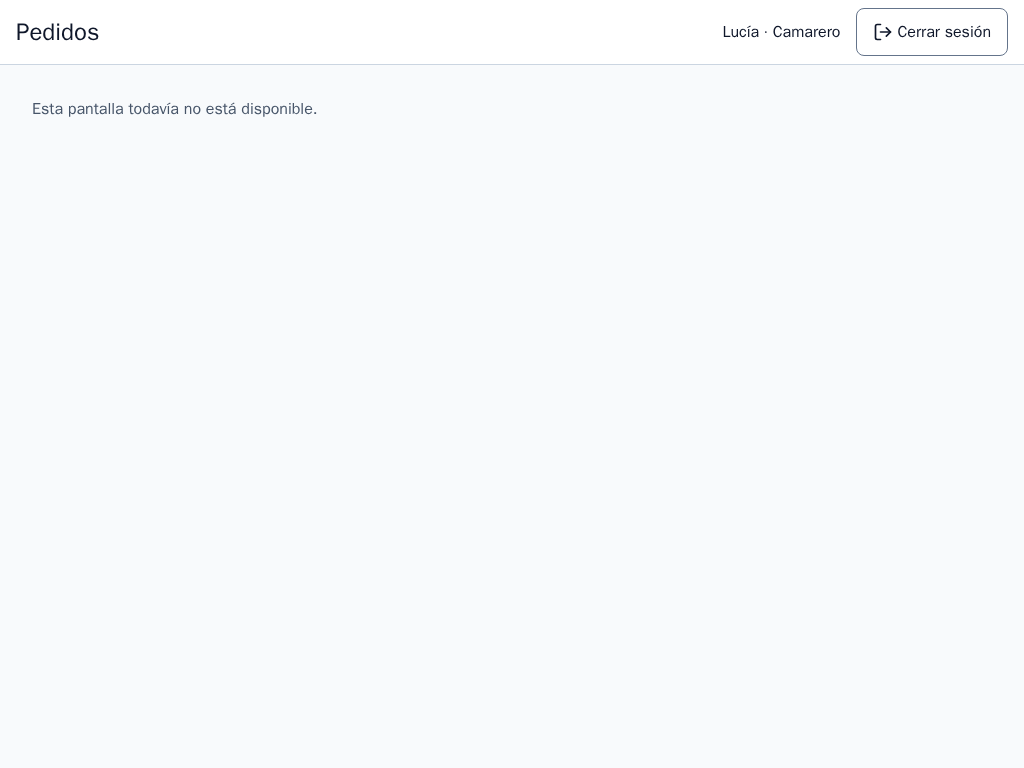 Pedidos
Lucía · Camarero
Cerrar sesión
Esta pantalla todavía no está disponible.